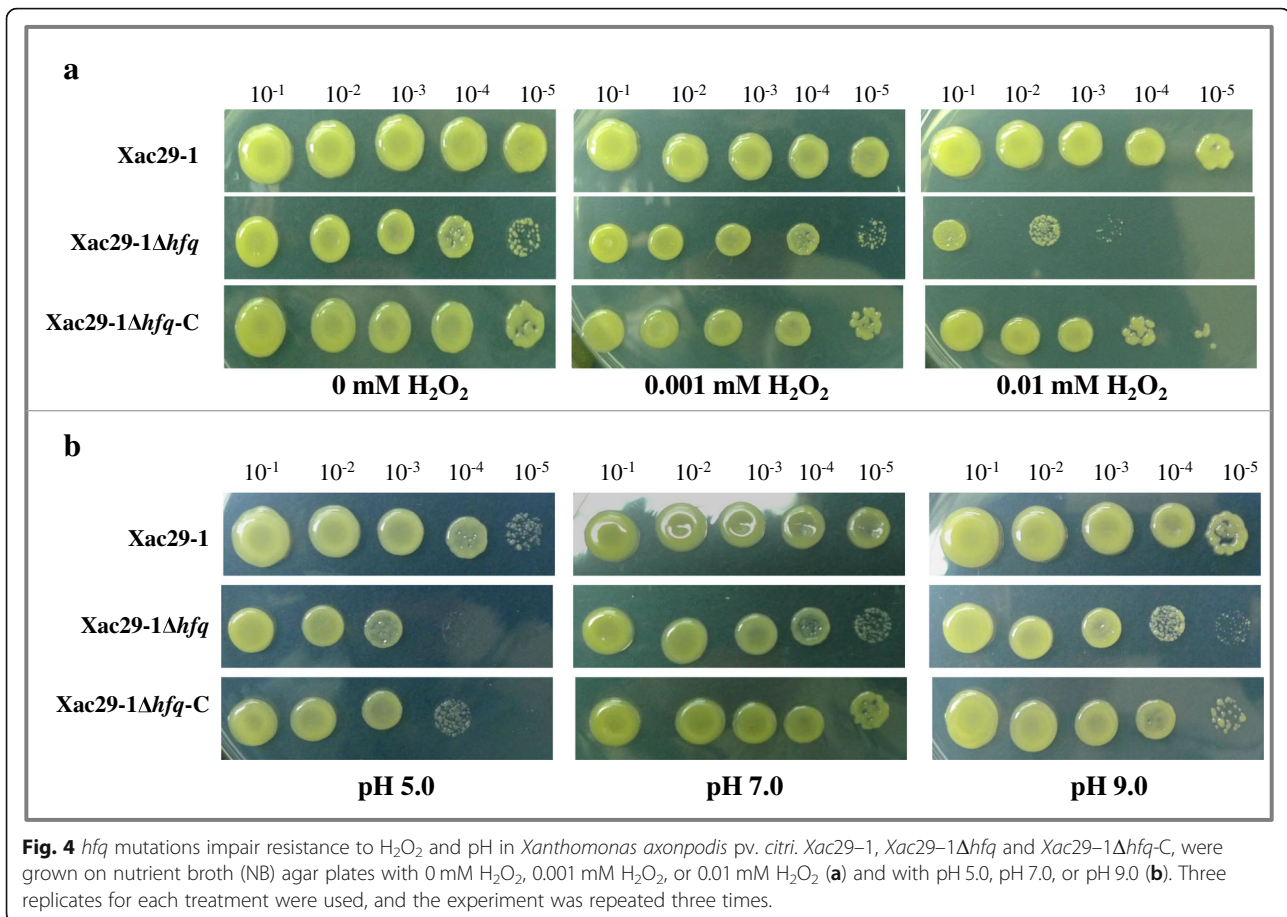 a
10⁻¹ 10⁻² 10⁻³ 10⁻⁴ 10⁻⁵ 10⁻¹ 10⁻² 10⁻³ 10⁻⁴ 10⁻⁵ 10⁻¹ 10⁻² 10⁻³ 10⁻⁴ 10⁻⁵
Xac29-1
Xac29-1Δhfq
Xac29-1Δhfq-C
0 mM H₂O₂ 0.001 mM H₂O₂ 0.01 mM H₂O₂
b
10⁻¹ 10⁻² 10⁻³ 10⁻⁴ 10⁻⁵ 10⁻¹ 10⁻² 10⁻³ 10⁻⁴ 10⁻⁵ 10⁻¹ 10⁻² 10⁻³ 10⁻⁴ 10⁻⁵
Xac29-1
Xac29-1Δhfq
Xac29-1Δhfq-C
pH 5.0 pH 7.0 pH 9.0
Fig. 4 hfq mutations impair resistance to H₂O₂ and pH in Xanthomonas axonpodis pv. citri. Xac29–1, Xac29–1Δhfq and Xac29–1Δhfq-C, were
grown on nutrient broth (NB) agar plates with 0 mM H₂O₂, 0.001 mM H₂O₂, or 0.01 mM H₂O₂ (a) and with pH 5.0, pH 7.0, or pH 9.0 (b). Three
replicates for each treatment were used, and the experiment was repeated three times.